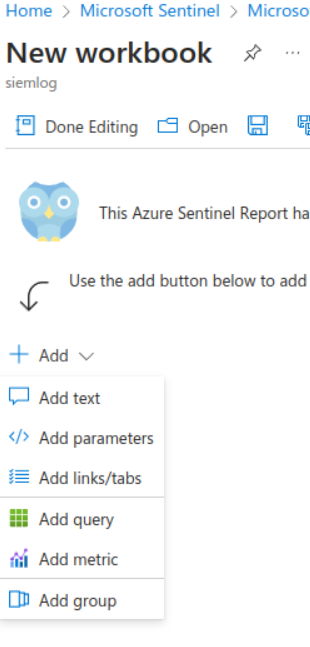 Home > Microsoft Sentinel > Microso
New workbook
siemlog
Done Editing Open
This Azure Sentinel Report ha
Use the add button below to add
+ Add
Add text
</> Add parameters
Add links/tabs
Add query
Add metric
Add group